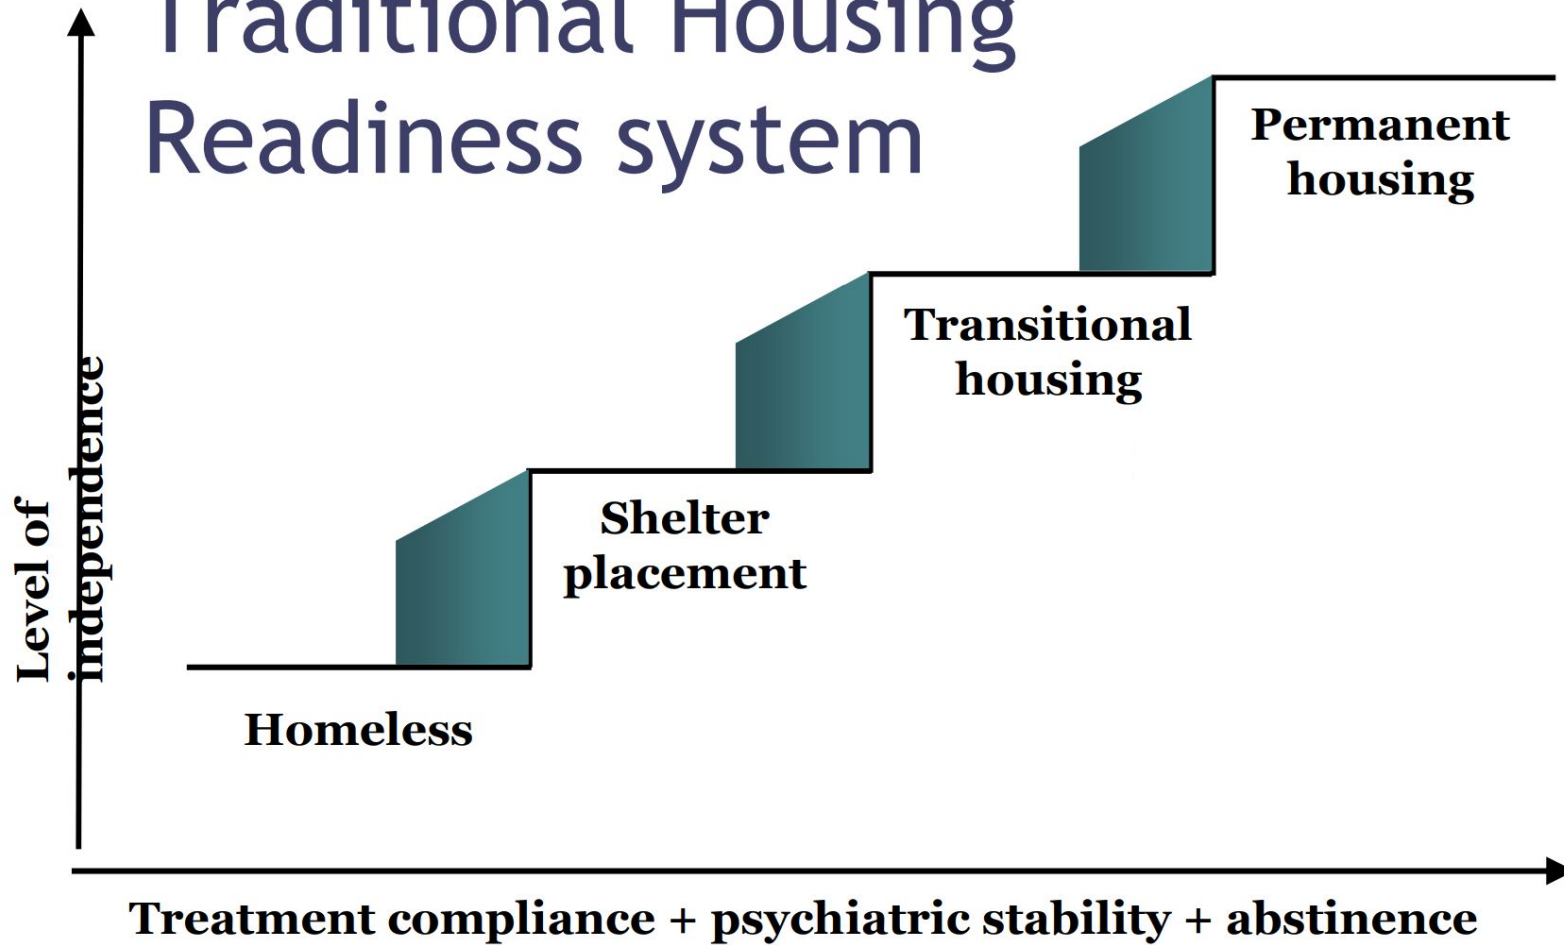 Traditional Housing
Readiness system
Permanent
housing
Transitional
housing
Shelter
placement
Homeless
Level of
independence
Treatment compliance + psychiatric stability + abstinence